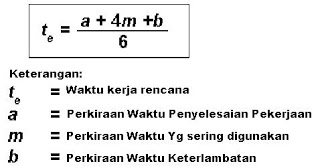 te = a + 4m + b / 6
Keterangan:
te = Waktu kerja rencana
a = Perkiraan Waktu Penyelesaian Pekerjaan
m = Perkiraan Waktu Yg sering digunakan
b = Perkiraan Waktu Keterlambatan